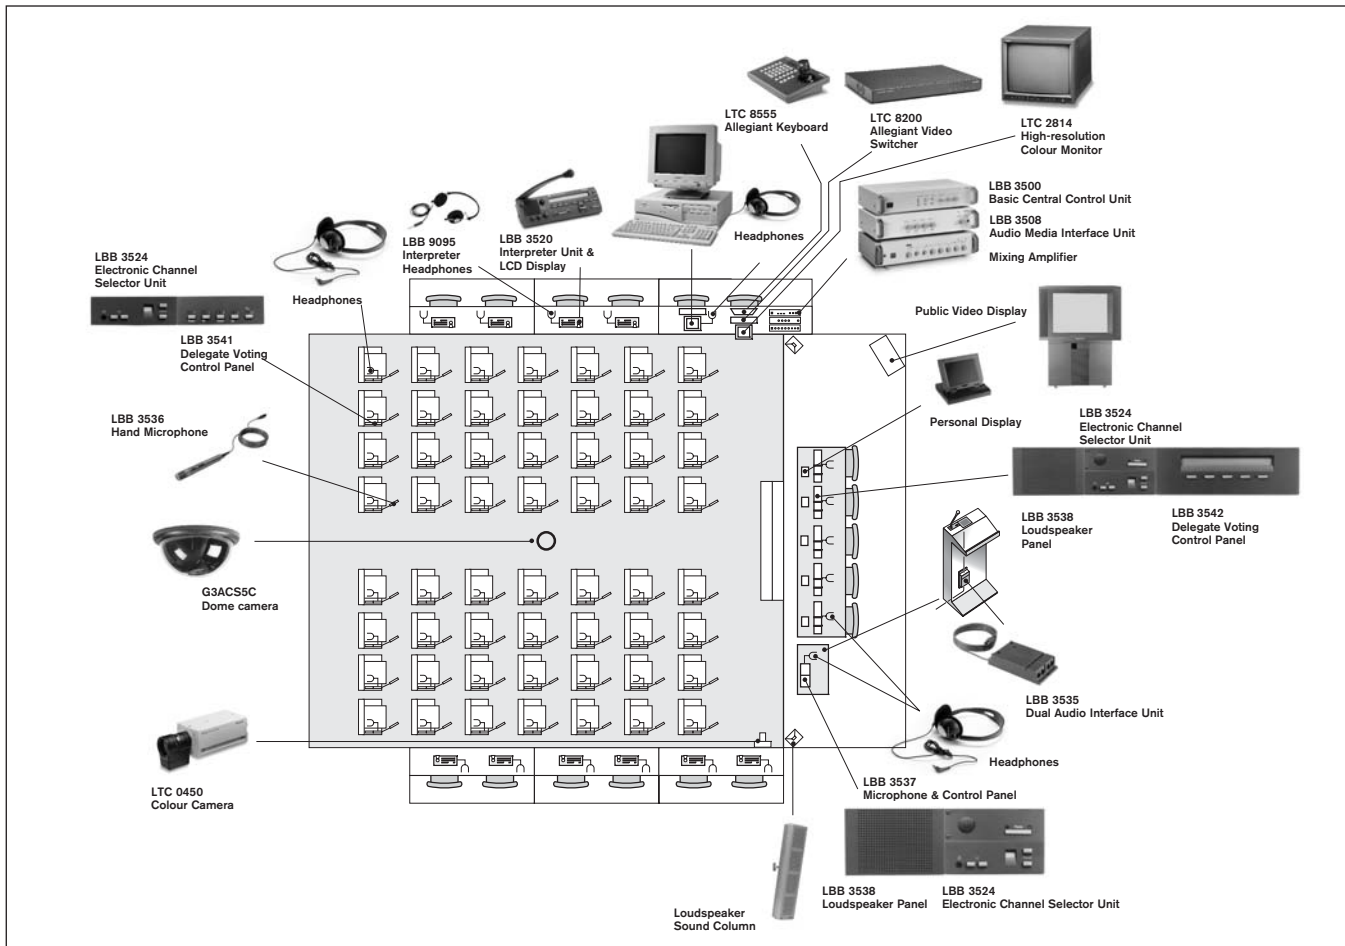 LTC 8555
Allegiant Keyboard
LTC 8200
Allegiant Video
Switcher
LTC 2814
High-resolution
Colour Monitor
LBB 3500
Basic Central Control Unit
LBB 3508
Audio Media Interface Unit
Mixing Amplifier
Headphones
LBB 3520
Interpreter Unit &
LCD Display
LBB 9095
Interpreter
Headphones
LBB 3524
Electronic Channel
Selector Unit
Headphones
LBB 3541
Delegate Voting
Control Panel
LBB 3536
Hand Microphone
G3ACS5C
Dome camera
LTC 0450
Colour Camera
Public Video Display
Personal Display
LBB 3524
Electronic Channel
Selector Unit
LBB 3538
Loudspeaker
Panel
LBB 3542
Delegate Voting
Control Panel
LBB 3535
Dual Audio Interface Unit
Headphones
LBB 3537
Microphone & Control Panel
LBB 3538
Loudspeaker Panel
LBB 3524
Electronic Channel Selector Unit
Loudspeaker
Sound Column